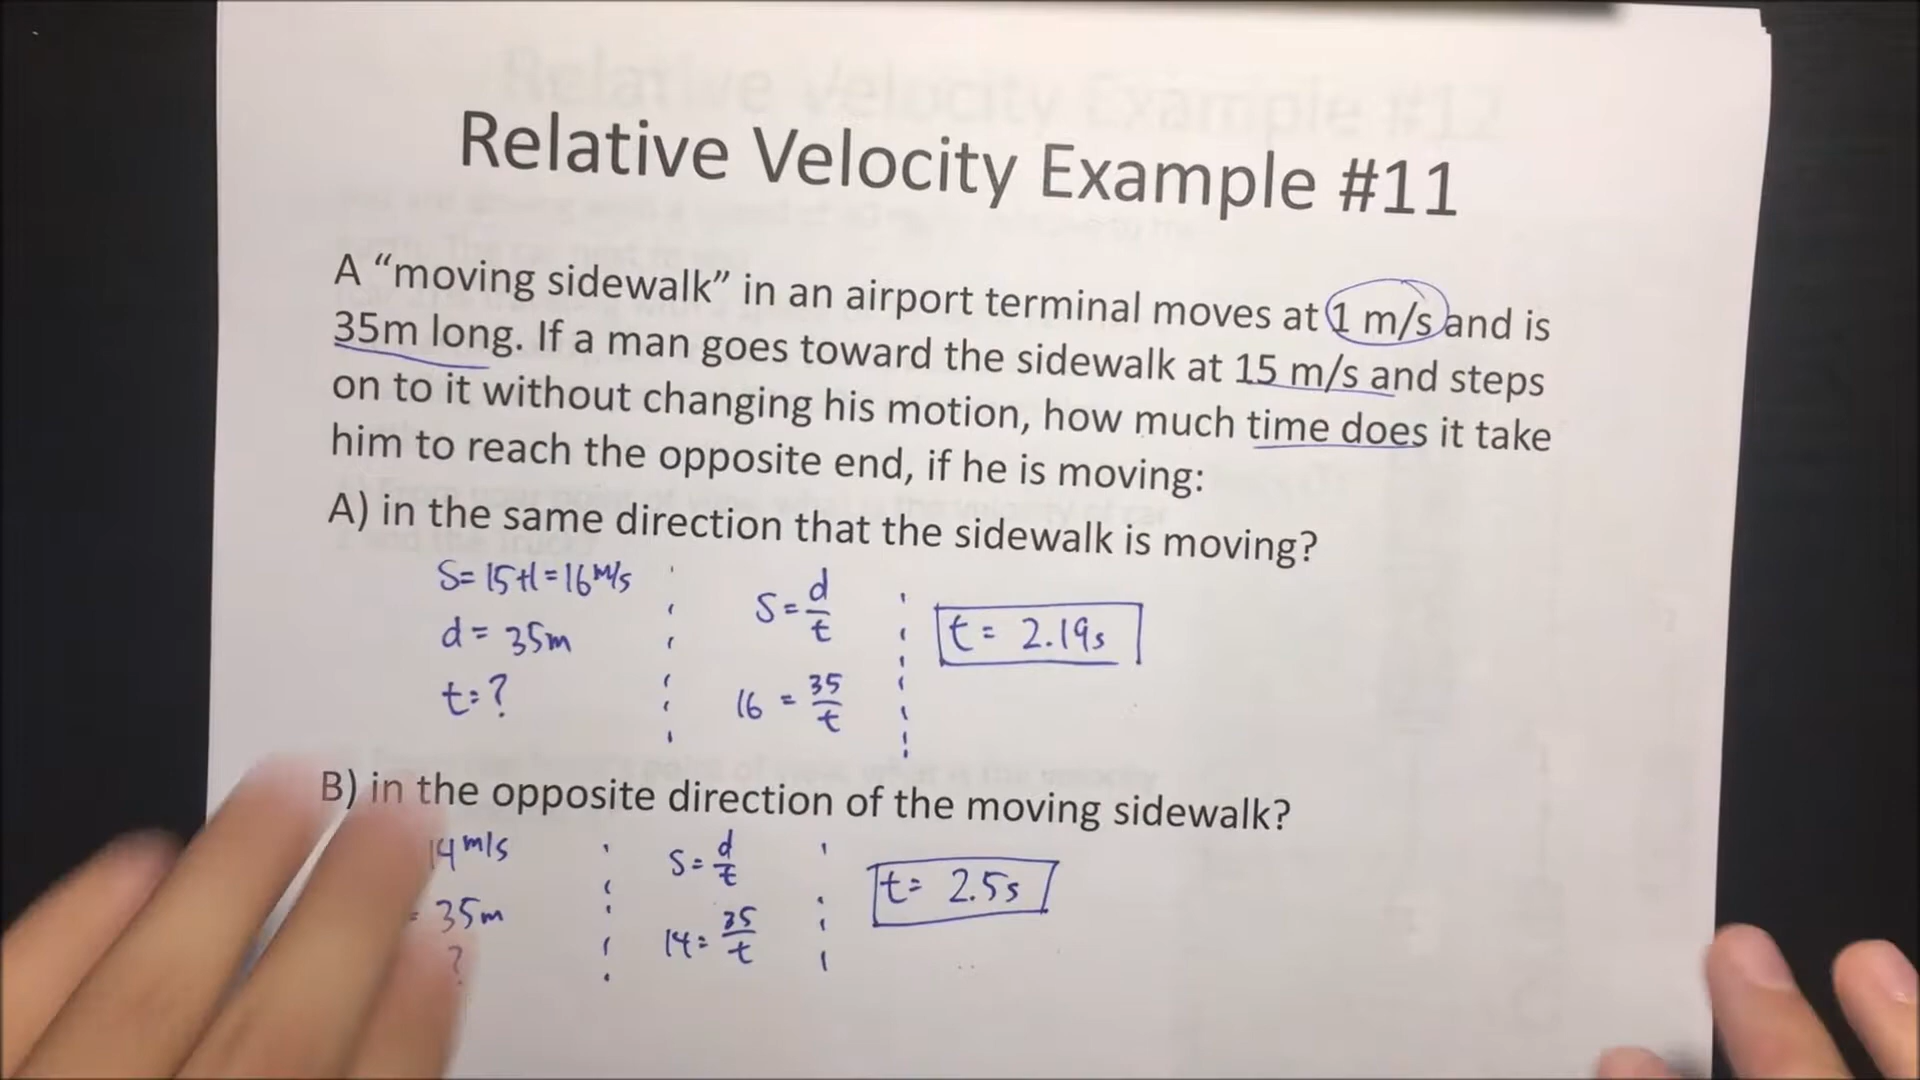 Relative Velocity Example #11
A “moving sidewalk” in an airport terminal moves at 1 m/s and is
35m long. If a man goes toward the sidewalk at 15 m/s and steps
on to it without changing his motion, how much time does it take
him to reach the opposite end, if he is moving:
A) in the same direction that the sidewalk is moving?
S= 15+1=16 m/s
d = 35m
t=?
S= d/t
16 = 35/t
t= 2.19s
B) in the opposite direction of the moving sidewalk?
14 m/s
= 35m
?
S= d/t
14= 35/t
t= 2.5s